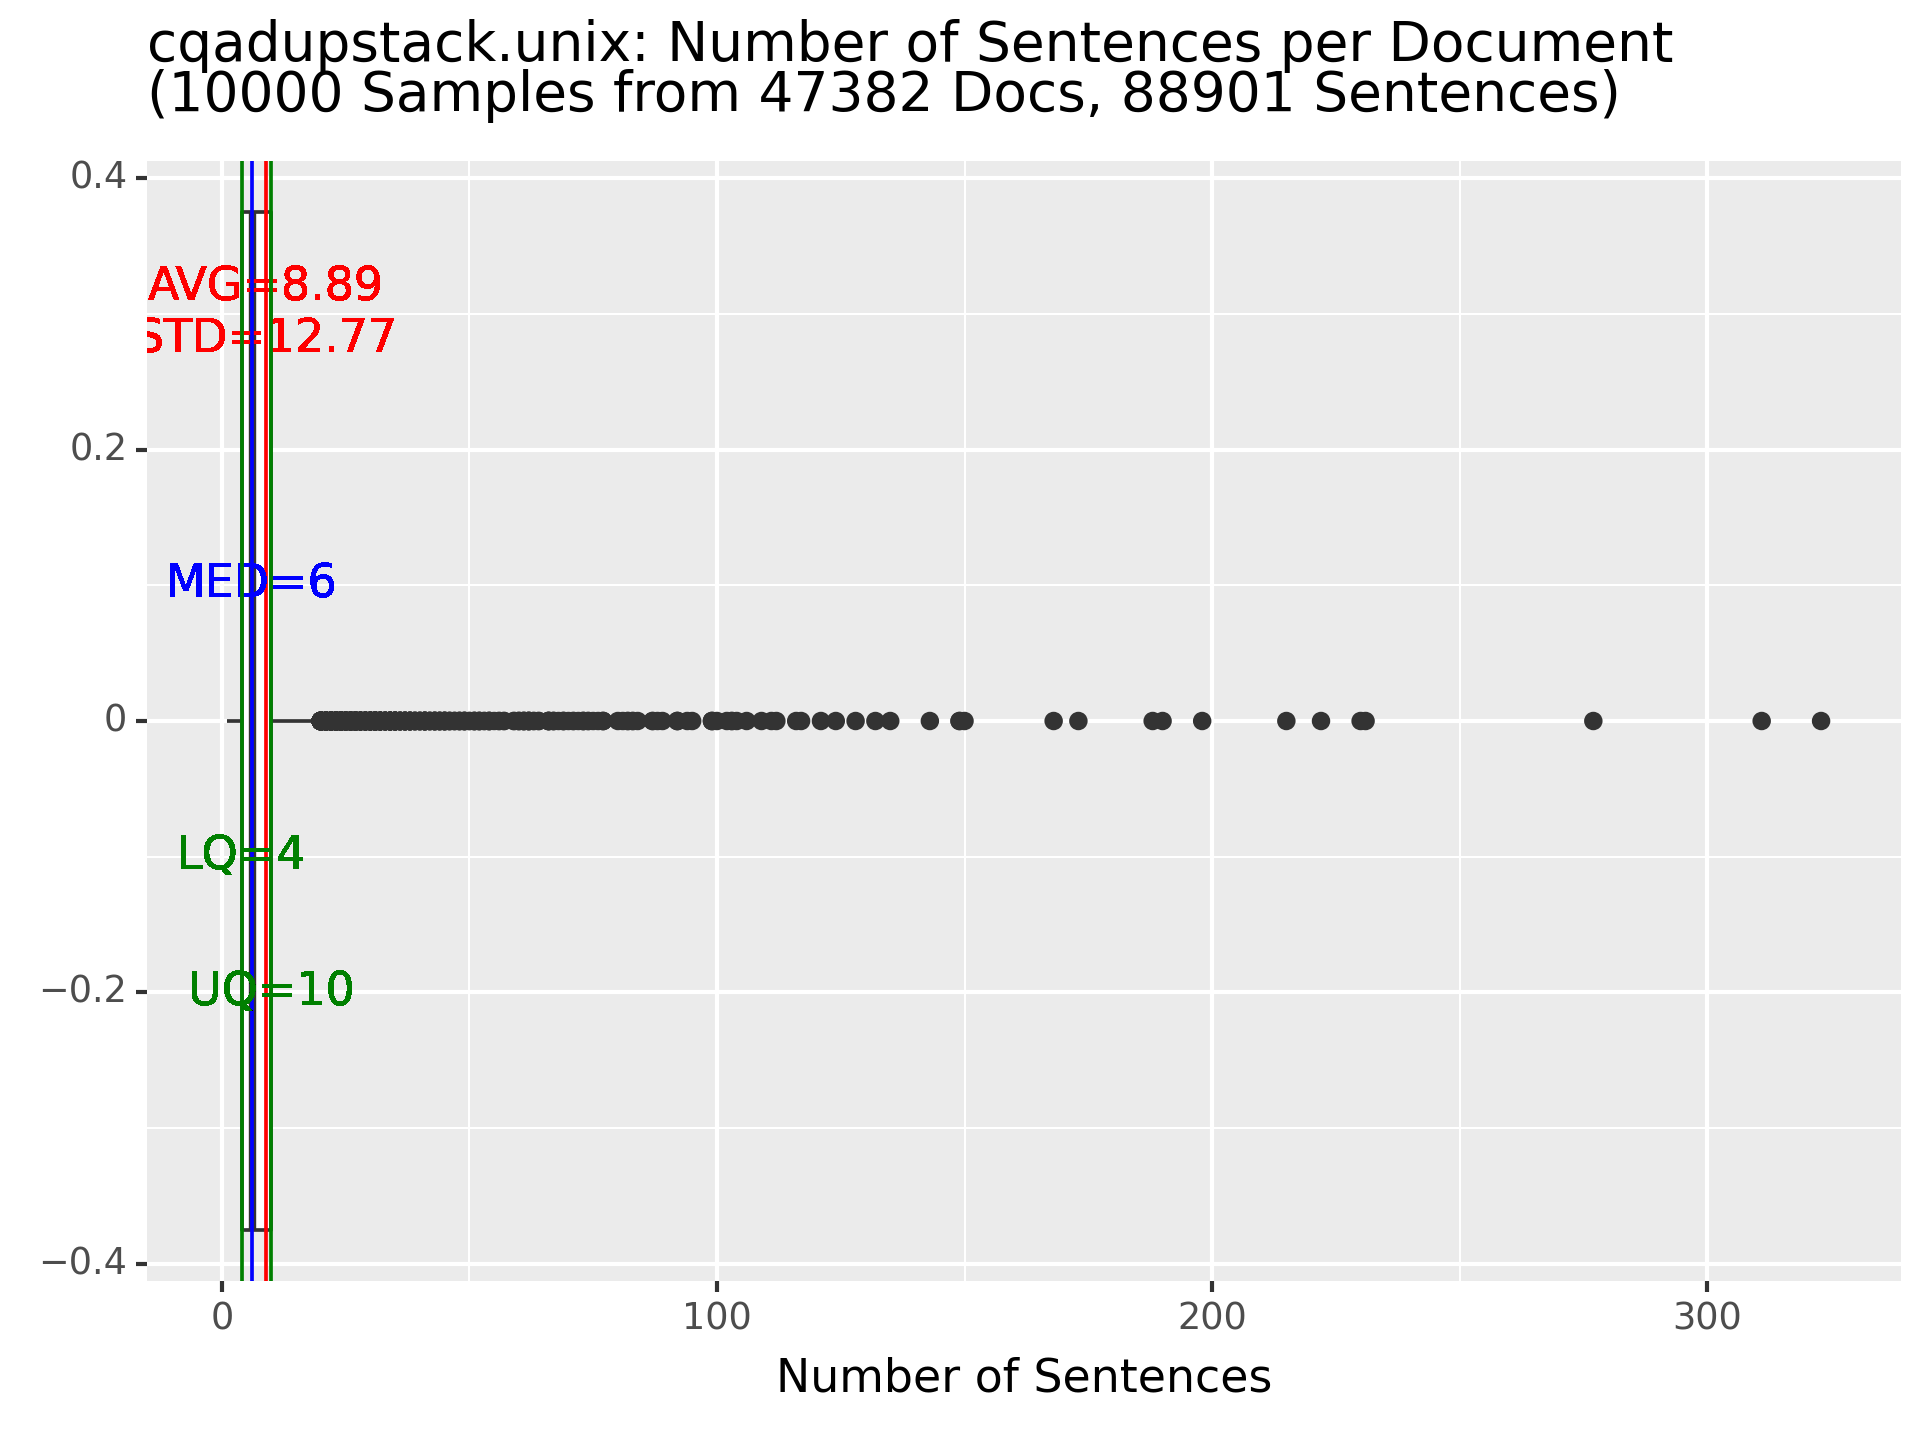 cqadupstack.unix: Number of Sentences per Document
(10000 Samples from 47382 Docs, 88901 Sentences)
0.4
AVG=8.89
STD=12.77
0.2
MED=6
0
LQ=4
−0.2
UQ=10
−0.4
0 100 200 300
Number of Sentences